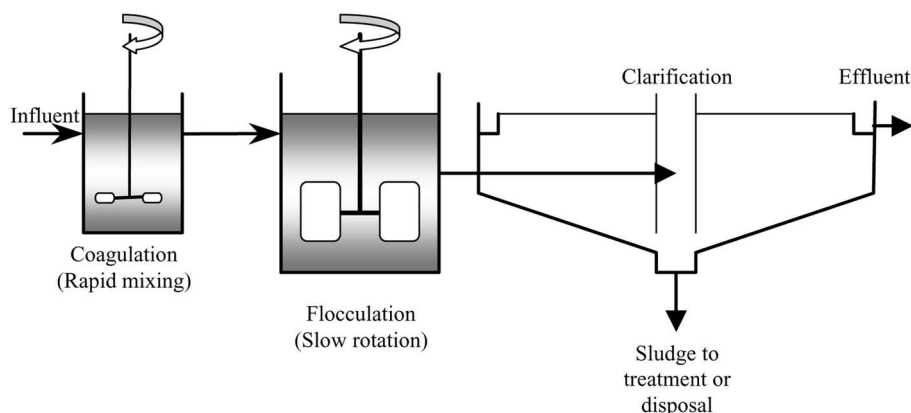 Influent
Coagulation
(Rapid mixing)
Flocculation
(Slow rotation)
Clarification
Effluent
Sludge to
treatment or
disposal